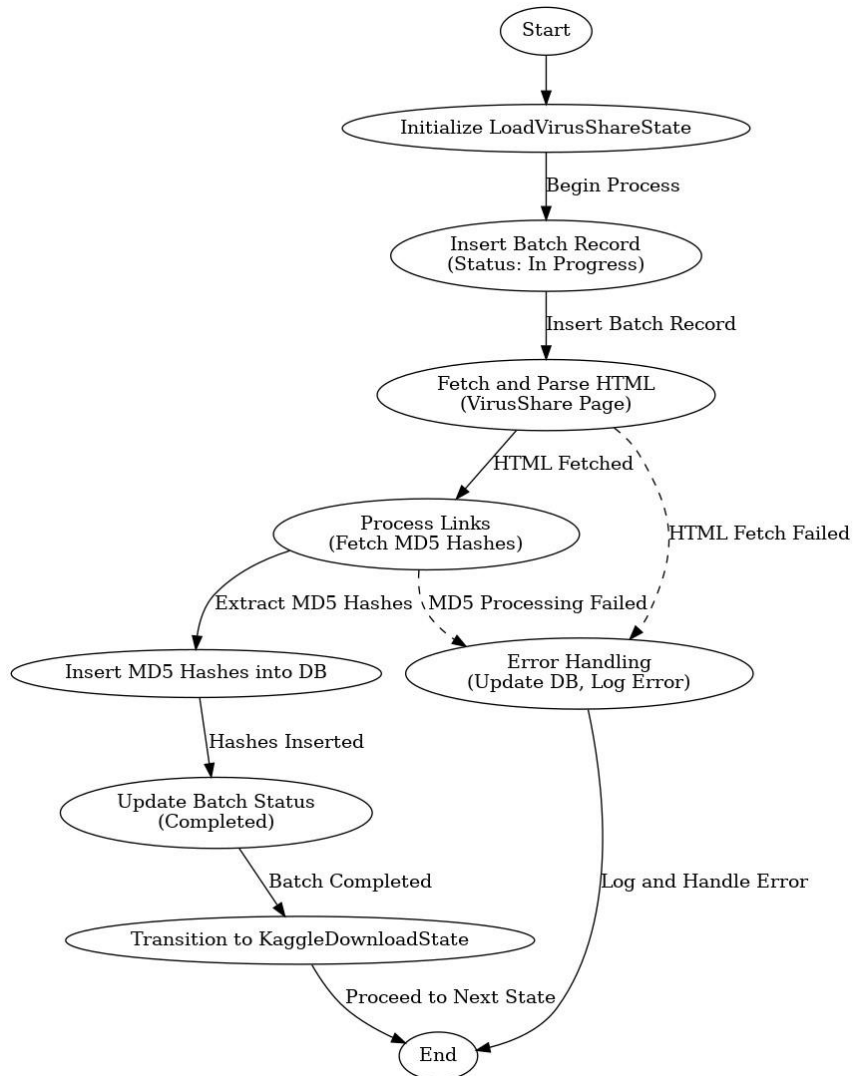 Start
Initialize LoadVirusShareState
Begin Process
Insert Batch Record
(Status: In Progress)
Insert Batch Record
Fetch and Parse HTML
(VirusShare Page)
HTML Fetched
Process Links
(Fetch MD5 Hashes)
HTML Fetch Failed
Extract MD5 Hashes
MD5 Processing Failed
Insert MD5 Hashes into DB
Error Handling
(Update DB, Log Error)
Hashes Inserted
Update Batch Status
(Completed)
Batch Completed
Log and Handle Error
Transition to KaggleDownloadState
Proceed to Next State
End